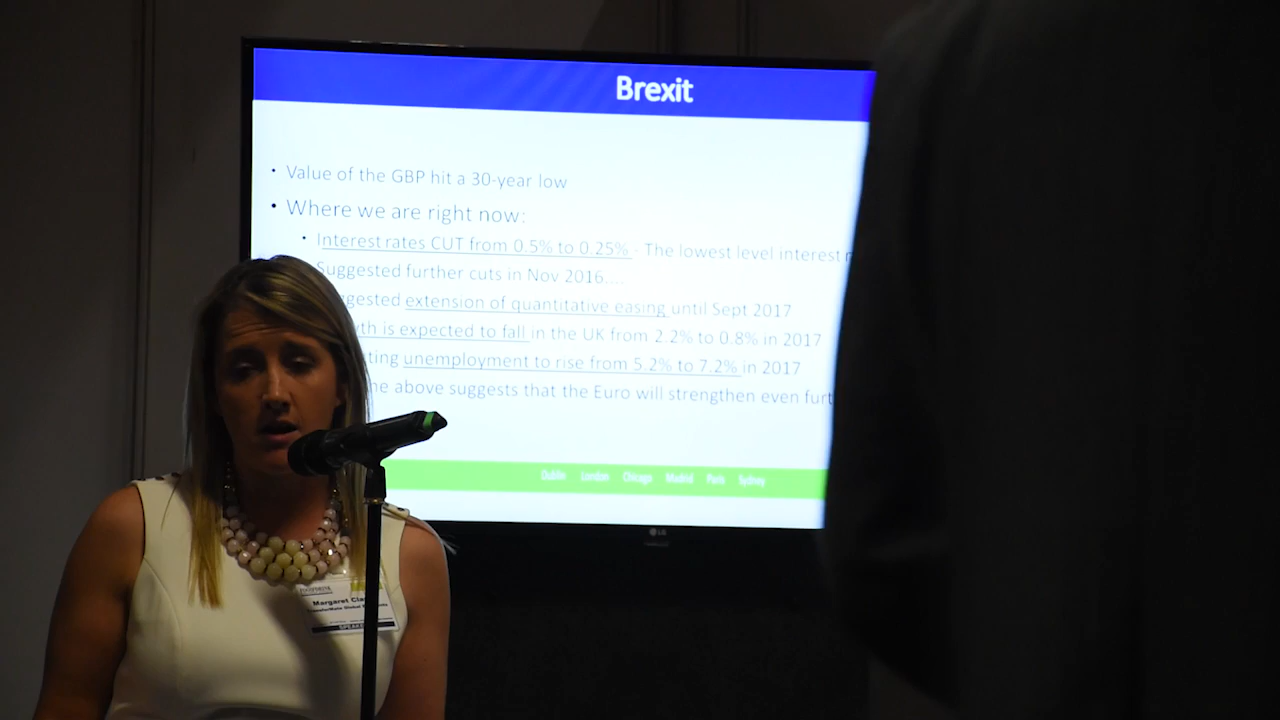 Brexit
• Value of the GBP hit a 30-year low
• Where we are right now:
• Interest rates CUT from 0.5% to 0.25% - The lowest level interest
Suggested further cuts in Nov 2016....
extension of quantitative easing until Sept 2017
is expected to fall in the UK from 2.2% to 0.8% in 2017
unemployment to rise from 5.2% to 7.2% in 2017
above suggests that the Euro will strengthen even
Dublin London Chicago Madrid Paris Sydney
LG
Margaret
Global